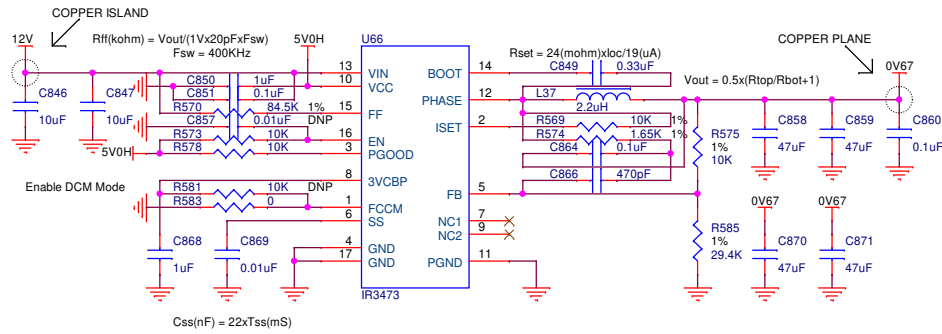 COPPER ISLAND
12V
Rff(kohm) = Vout/(1Vx20pFxFsw)
Fsw = 400KHz
5V0H
U66
Rset = 24(mohm)xIoc/19(uA)
COPPER PLANE
0V67
Vout = 0.5x(Rtop/Rbot+1)
C846
10uF
C847
10uF
C850
1uF
C851
0.1uF
R570
84.5K
1%
C857
0.01uF
DNP
R573
10K
5V0H
R578
10K
13
VIN
10
VCC
15
FF
16
EN
3
PGOOD
8
3VCBP
1
FCCM
6
SS
4
GND
17
GND
BOOT
14
PHASE
12
ISET
2
FB
5
NC1
7
NC2
9
PGND
11
IR3473
C849
0.33uF
L37
2.2uH
R569
10K
1%
R574
1.65K
1%
C864
0.1uF
C866
470pF
R575
1%
10K
C858
47uF
C859
47uF
C860
0.1uF
Enable DCM Mode
R581
10K
DNP
R583
0
C868
1uF
C869
0.01uF
R585
1%
29.4K
0V67
C870
47uF
0V67
C871
47uF
Css(nF) = 22xTss(mS)